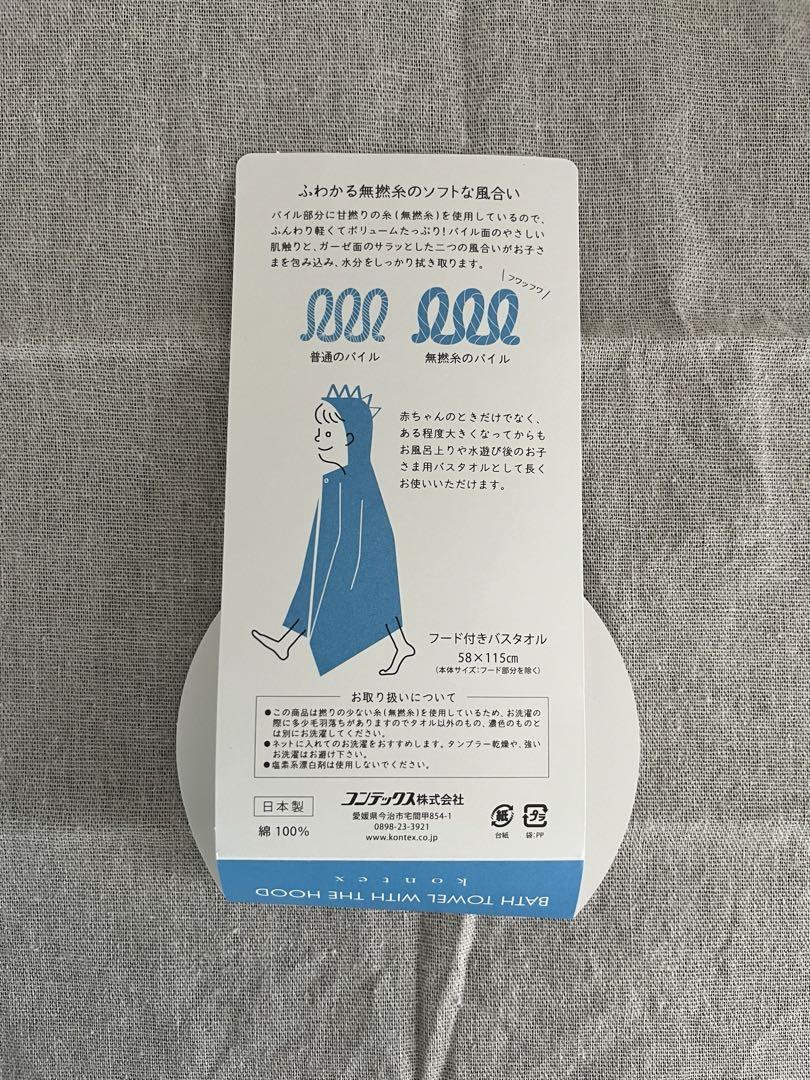 ふわかる無撚糸のソフトな風合い
パイル部分に甘撚りの糸(無撚糸)を使用しているので、
ふんわり軽くてボリュームたっぷり！パイル面のやさしい
肌触りと、ガーゼ面のサラッとした二つの風合いがお子さ
まを包み込み、水分をしっかり拭き取ります。
フワッフワ
普通のパイル
無撚糸のパイル
赤ちゃんのときだけでなく、
ある程度大きくなってからも
お風呂上りや水遊び後のお子
さま用バスタオルとして長く
お使いいただけます。
フード付きバスタオル
58×115㎝
(本体サイズ:フード部分を除く)
お取り扱いについて
●この商品は撚りの少ない糸(無撚糸)を使用しているため、お洗濯の
際に多少毛羽落ちがありますのでタオル以外のもの、濃色のものと
は別にお洗濯してください。
●ネットに入れてのお洗濯をおすすめします。タンブラー乾燥や、強い
お洗濯はお避け下さい。
●塩素系漂白剤は使用しないでください。
日本製
綿 100%
コンテックス株式会社
愛媛県今治市宅間甲854-1
0898-23-3921
www.kontex.co.jp
紙
台紙
プラ
袋:PP
kontex
BATH TOWEL WITH THE HOOD